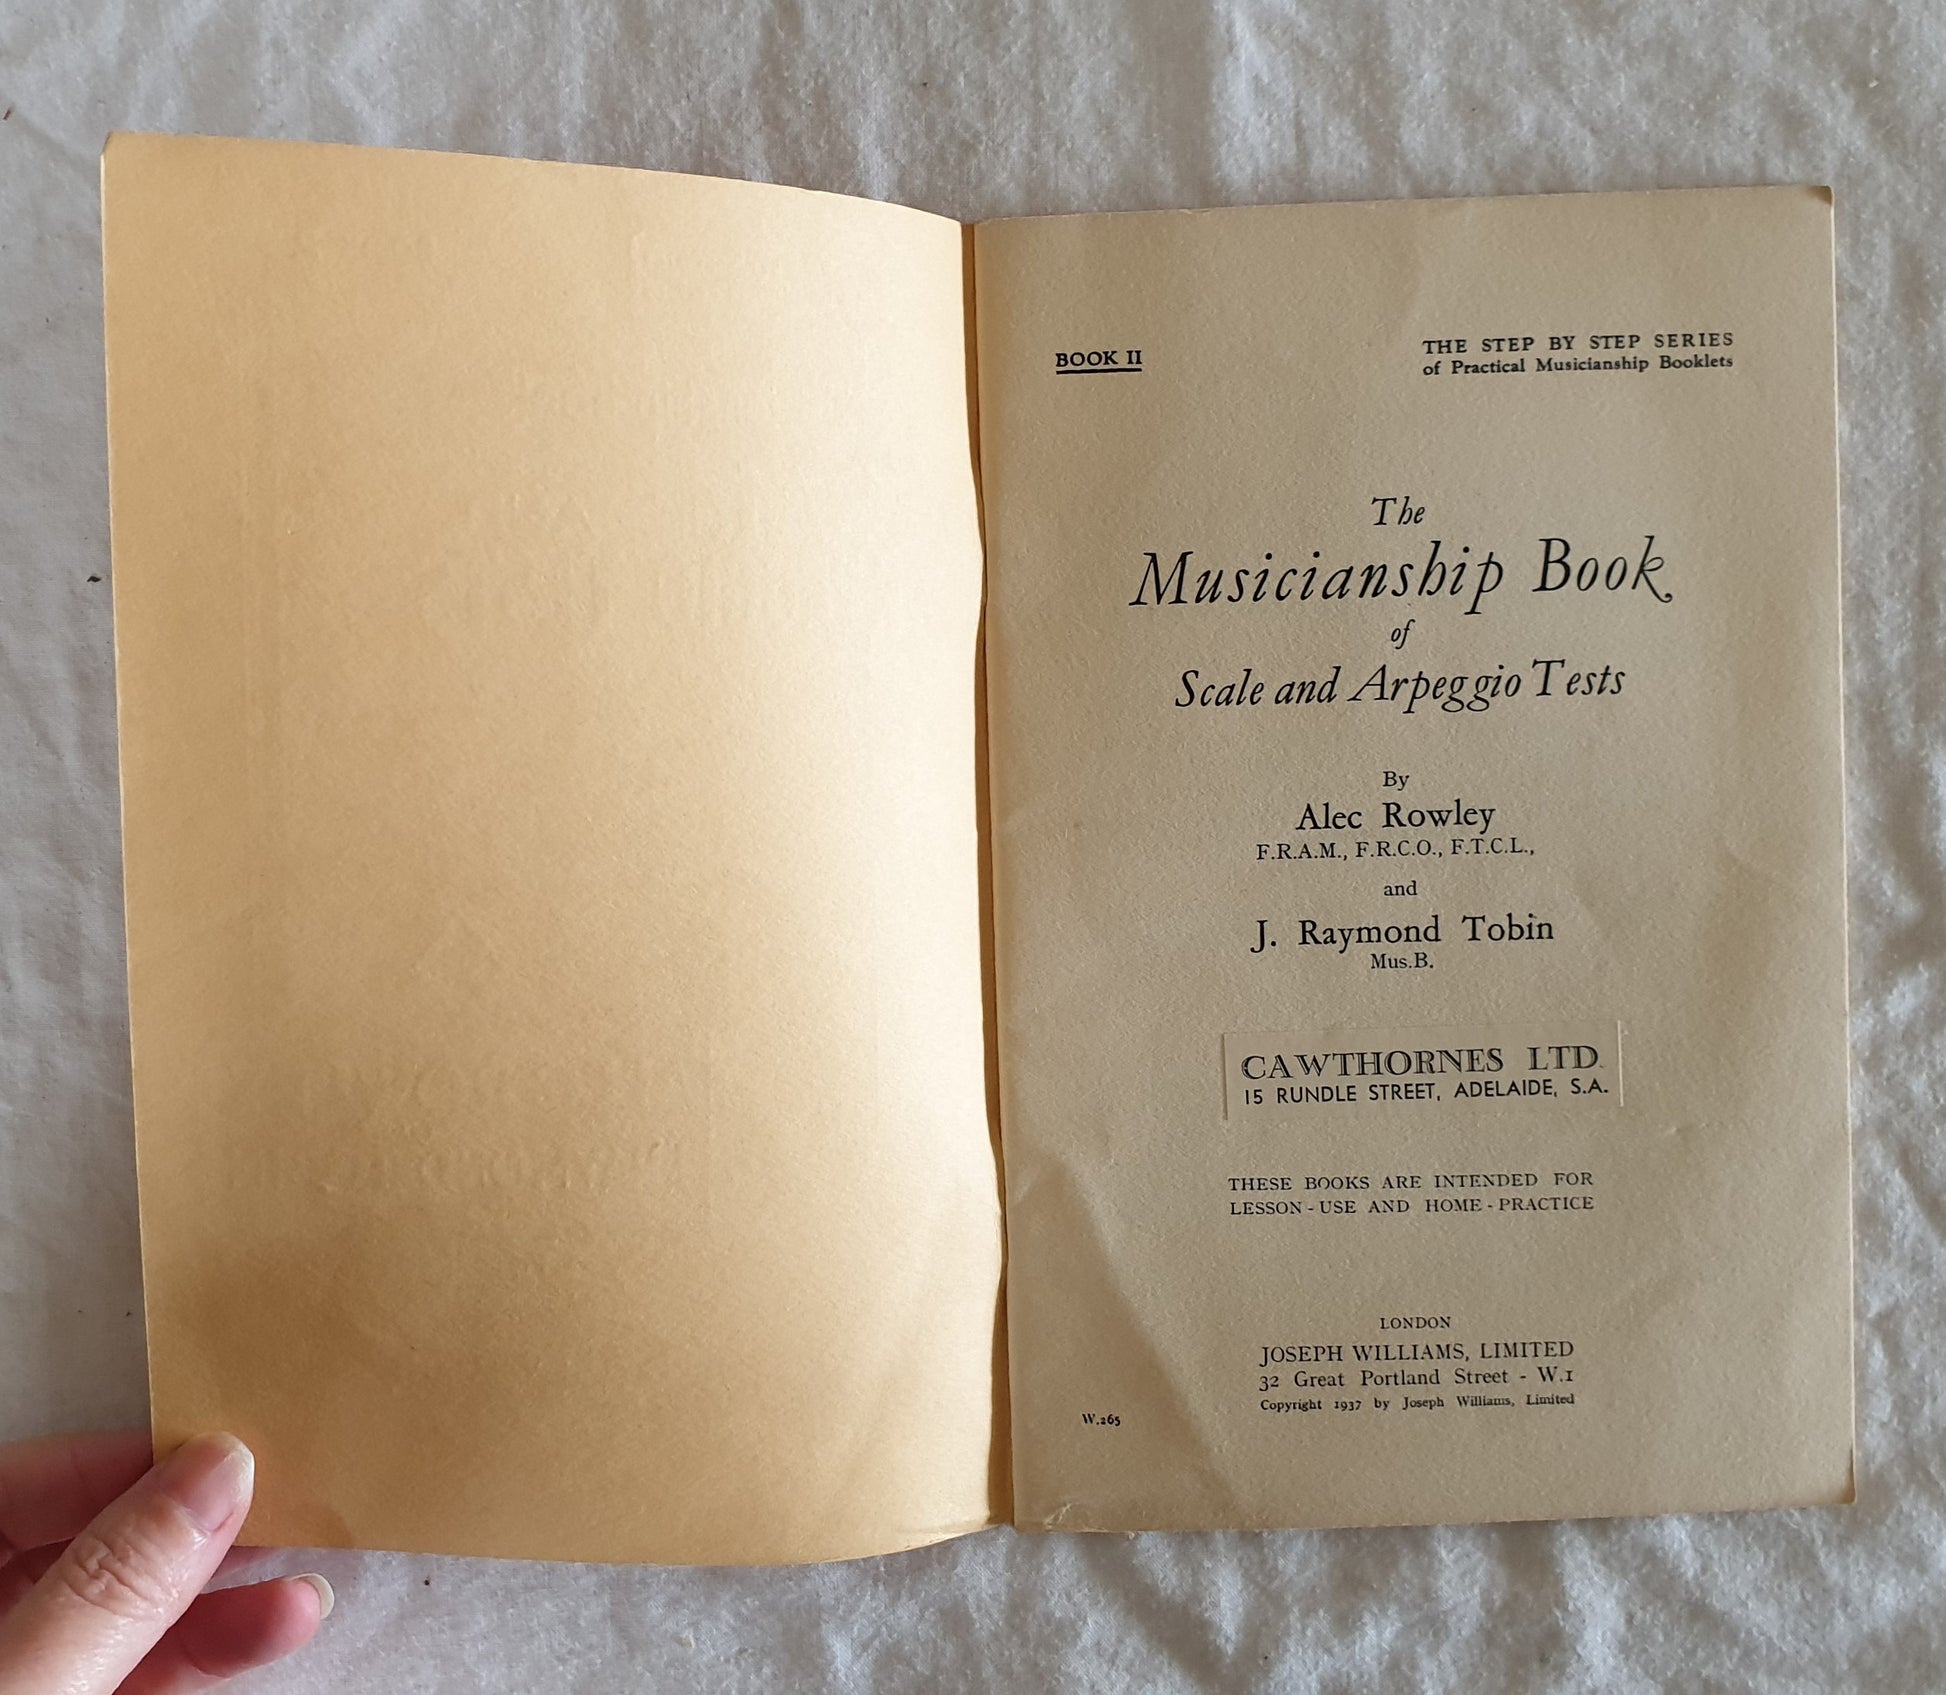 BOOK II
THE STEP BY STEP SERIES
of Practical Musicianship Booklets
The
Musicianship Book
of
Scale and Arpeggio Tests
By
Alec Rowley
F.R.A.M., F.R.C.O., F.T.C.L.,
and
J. Raymond Tobin
Mus.B.
CAWTHORNES LTD.
15 RUNDLE STREET, ADELAIDE, S.A.
THESE BOOKS ARE INTENDED FOR
LESSON-USE AND HOME-PRACTICE
LONDON
JOSEPH WILLIAMS, LIMITED
32 Great Portland Street - W.1
Copyright 1937 by Joseph Williams, Limited
W.265